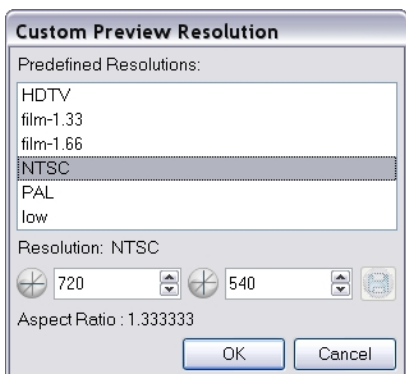 Custom Preview Resolution
Predefined Resolutions:
HDTV
film-1.33
film-1.66
NTSC
PAL
low
Resolution: NTSC
720 540
Aspect Ratio : 1.333333
OK Cancel